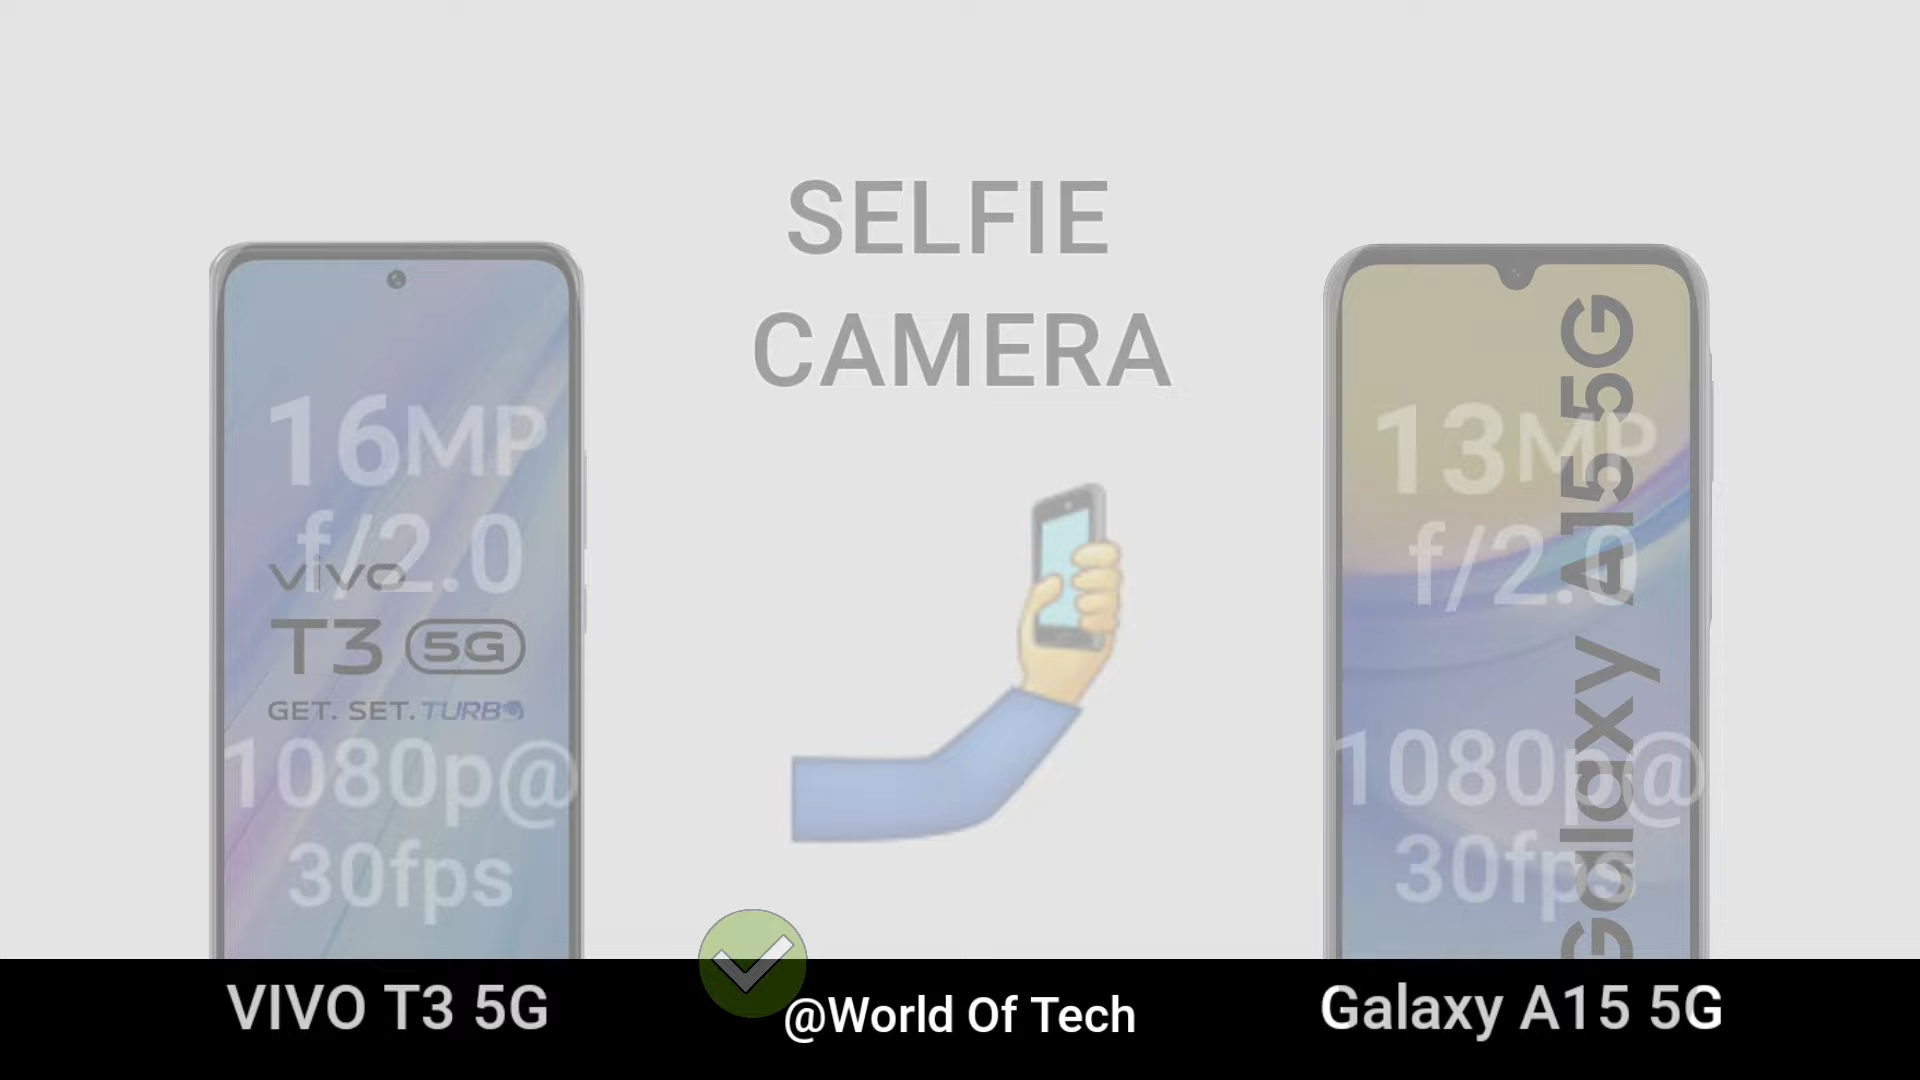 SELFIE
CAMERA
16MP
f/2.0
vivo
T3 5G
GET. SET. TURBO
1080p@
30fps
13MP
f/2.0
1080p@
30fps
Galaxy A15 5G
VIVO T3 5G
@World Of Tech
Galaxy A15 5G